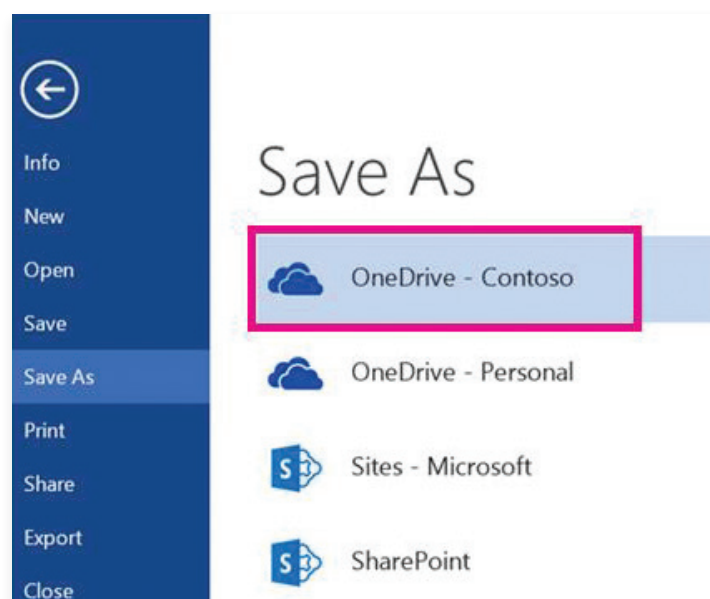 Info
New
Open
Save
Save As
Print
Share
Export
Close
Save As
OneDrive - Contoso
OneDrive - Personal
S
Sites - Microsoft
S
SharePoint